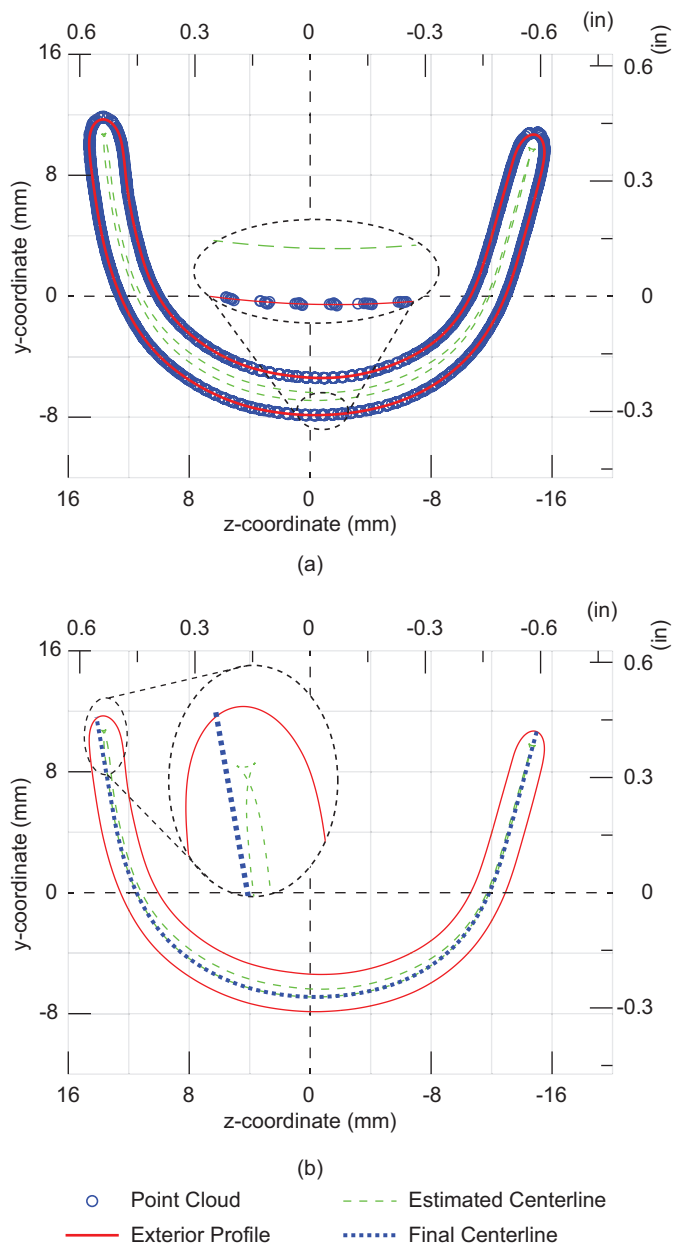 (in)
0.6 0.3 0 -0.3 -0.6
(in)
16
0.6
8
0.3
y-coordinate (mm)
0
0
-8
-0.3
16 8 0 -8 -16
z-coordinate (mm)
(a)
(in)
0.6 0.3 0 -0.3 -0.6
(in)
16
0.6
8
0.3
y-coordinate (mm)
0
0
-8
-0.3
16 8 0 -8 -16
z-coordinate (mm)
(b)
Point Cloud Estimated Centerline
Exterior Profile Final Centerline